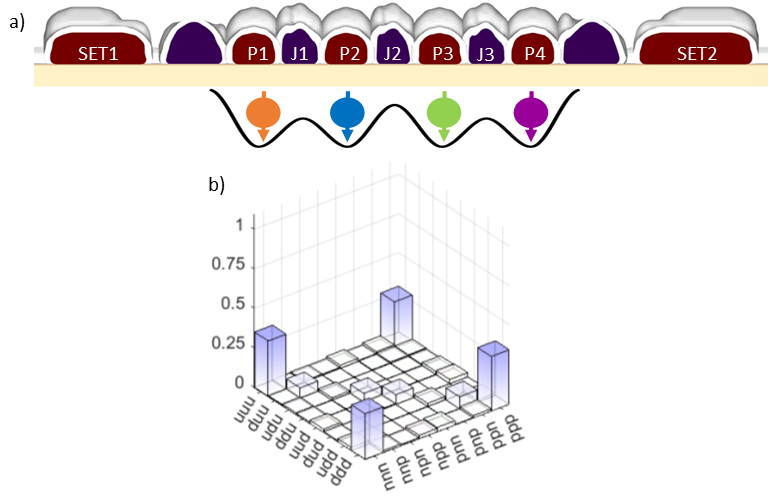 a)
SET1
P1
J1
P2
J2
P3
J3
P4
SET2
b)
1
0.75
0.5
0.25
0
uuu
uud
udu
udd
duu
dud
ddu
ddd
uuu
uud
udu
udd
duu
dud
ddu
ddd